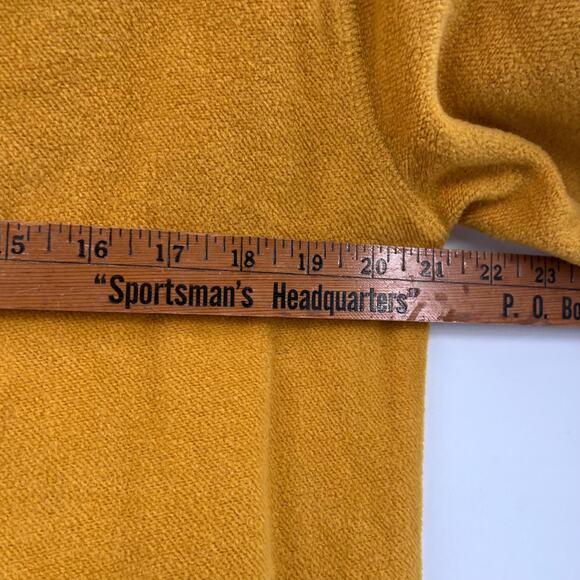 5 16 17 18 19 20 21 22 23
"Sportsman's Headquarters" P. O. Bo